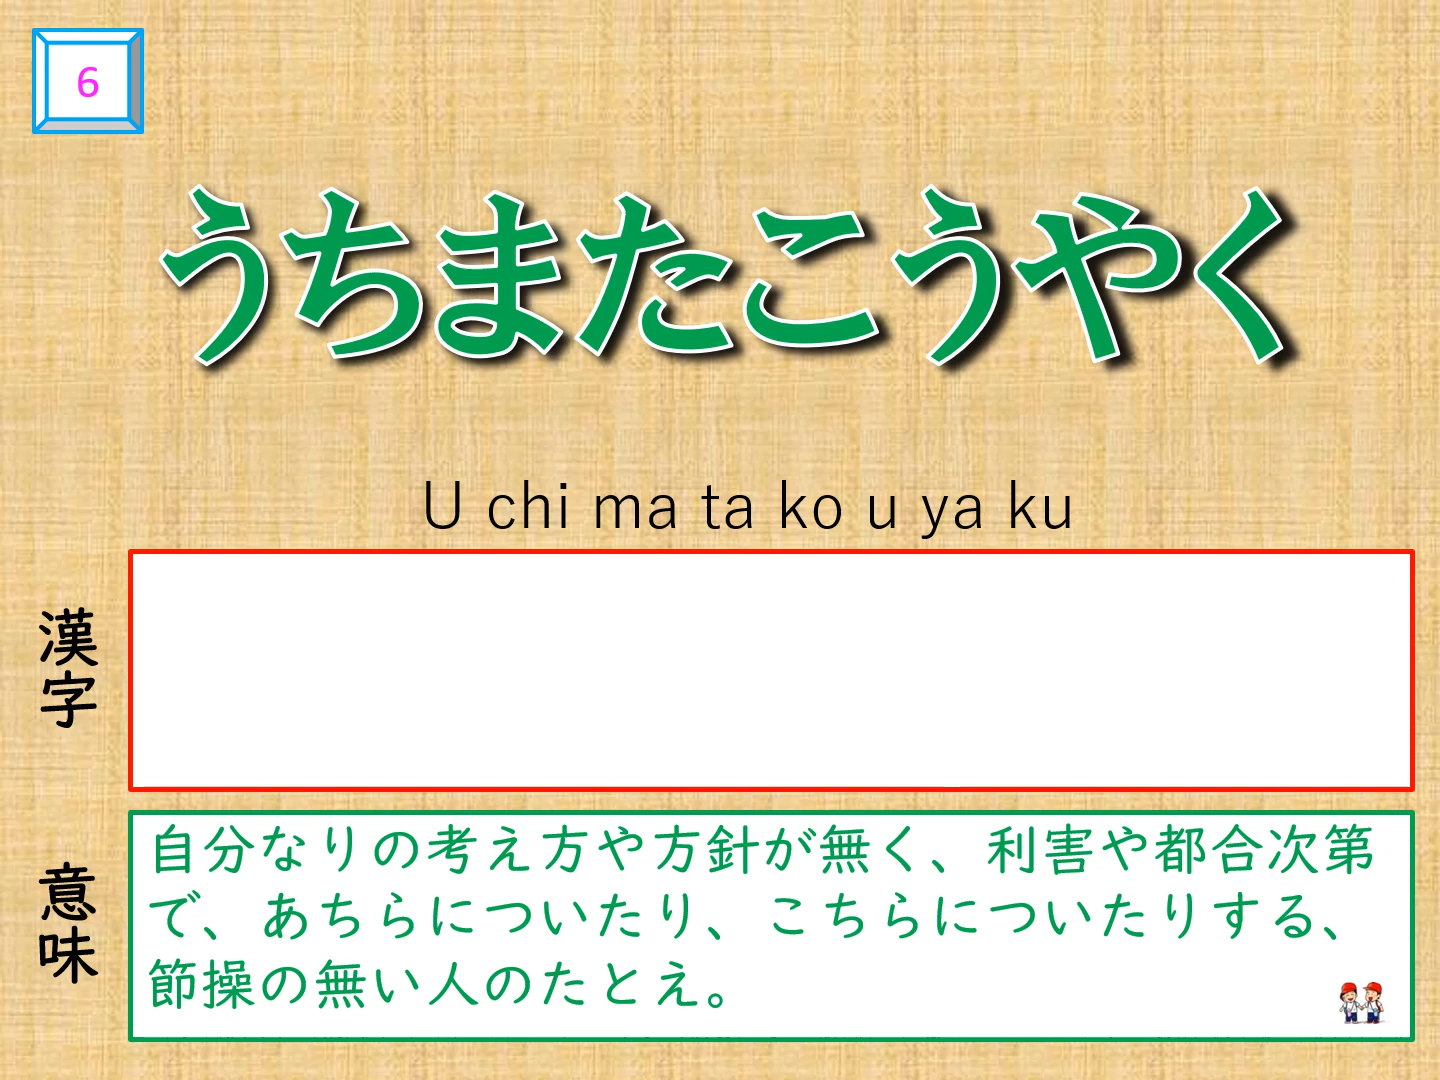 6
うちまたこうやく
U chi ma ta ko u ya ku
漢字
意味
自分なりの考え方や方針が無く、利害や都合次第
で、あちらについたり、こちらについたりする、
節操の無い人のたとえ。